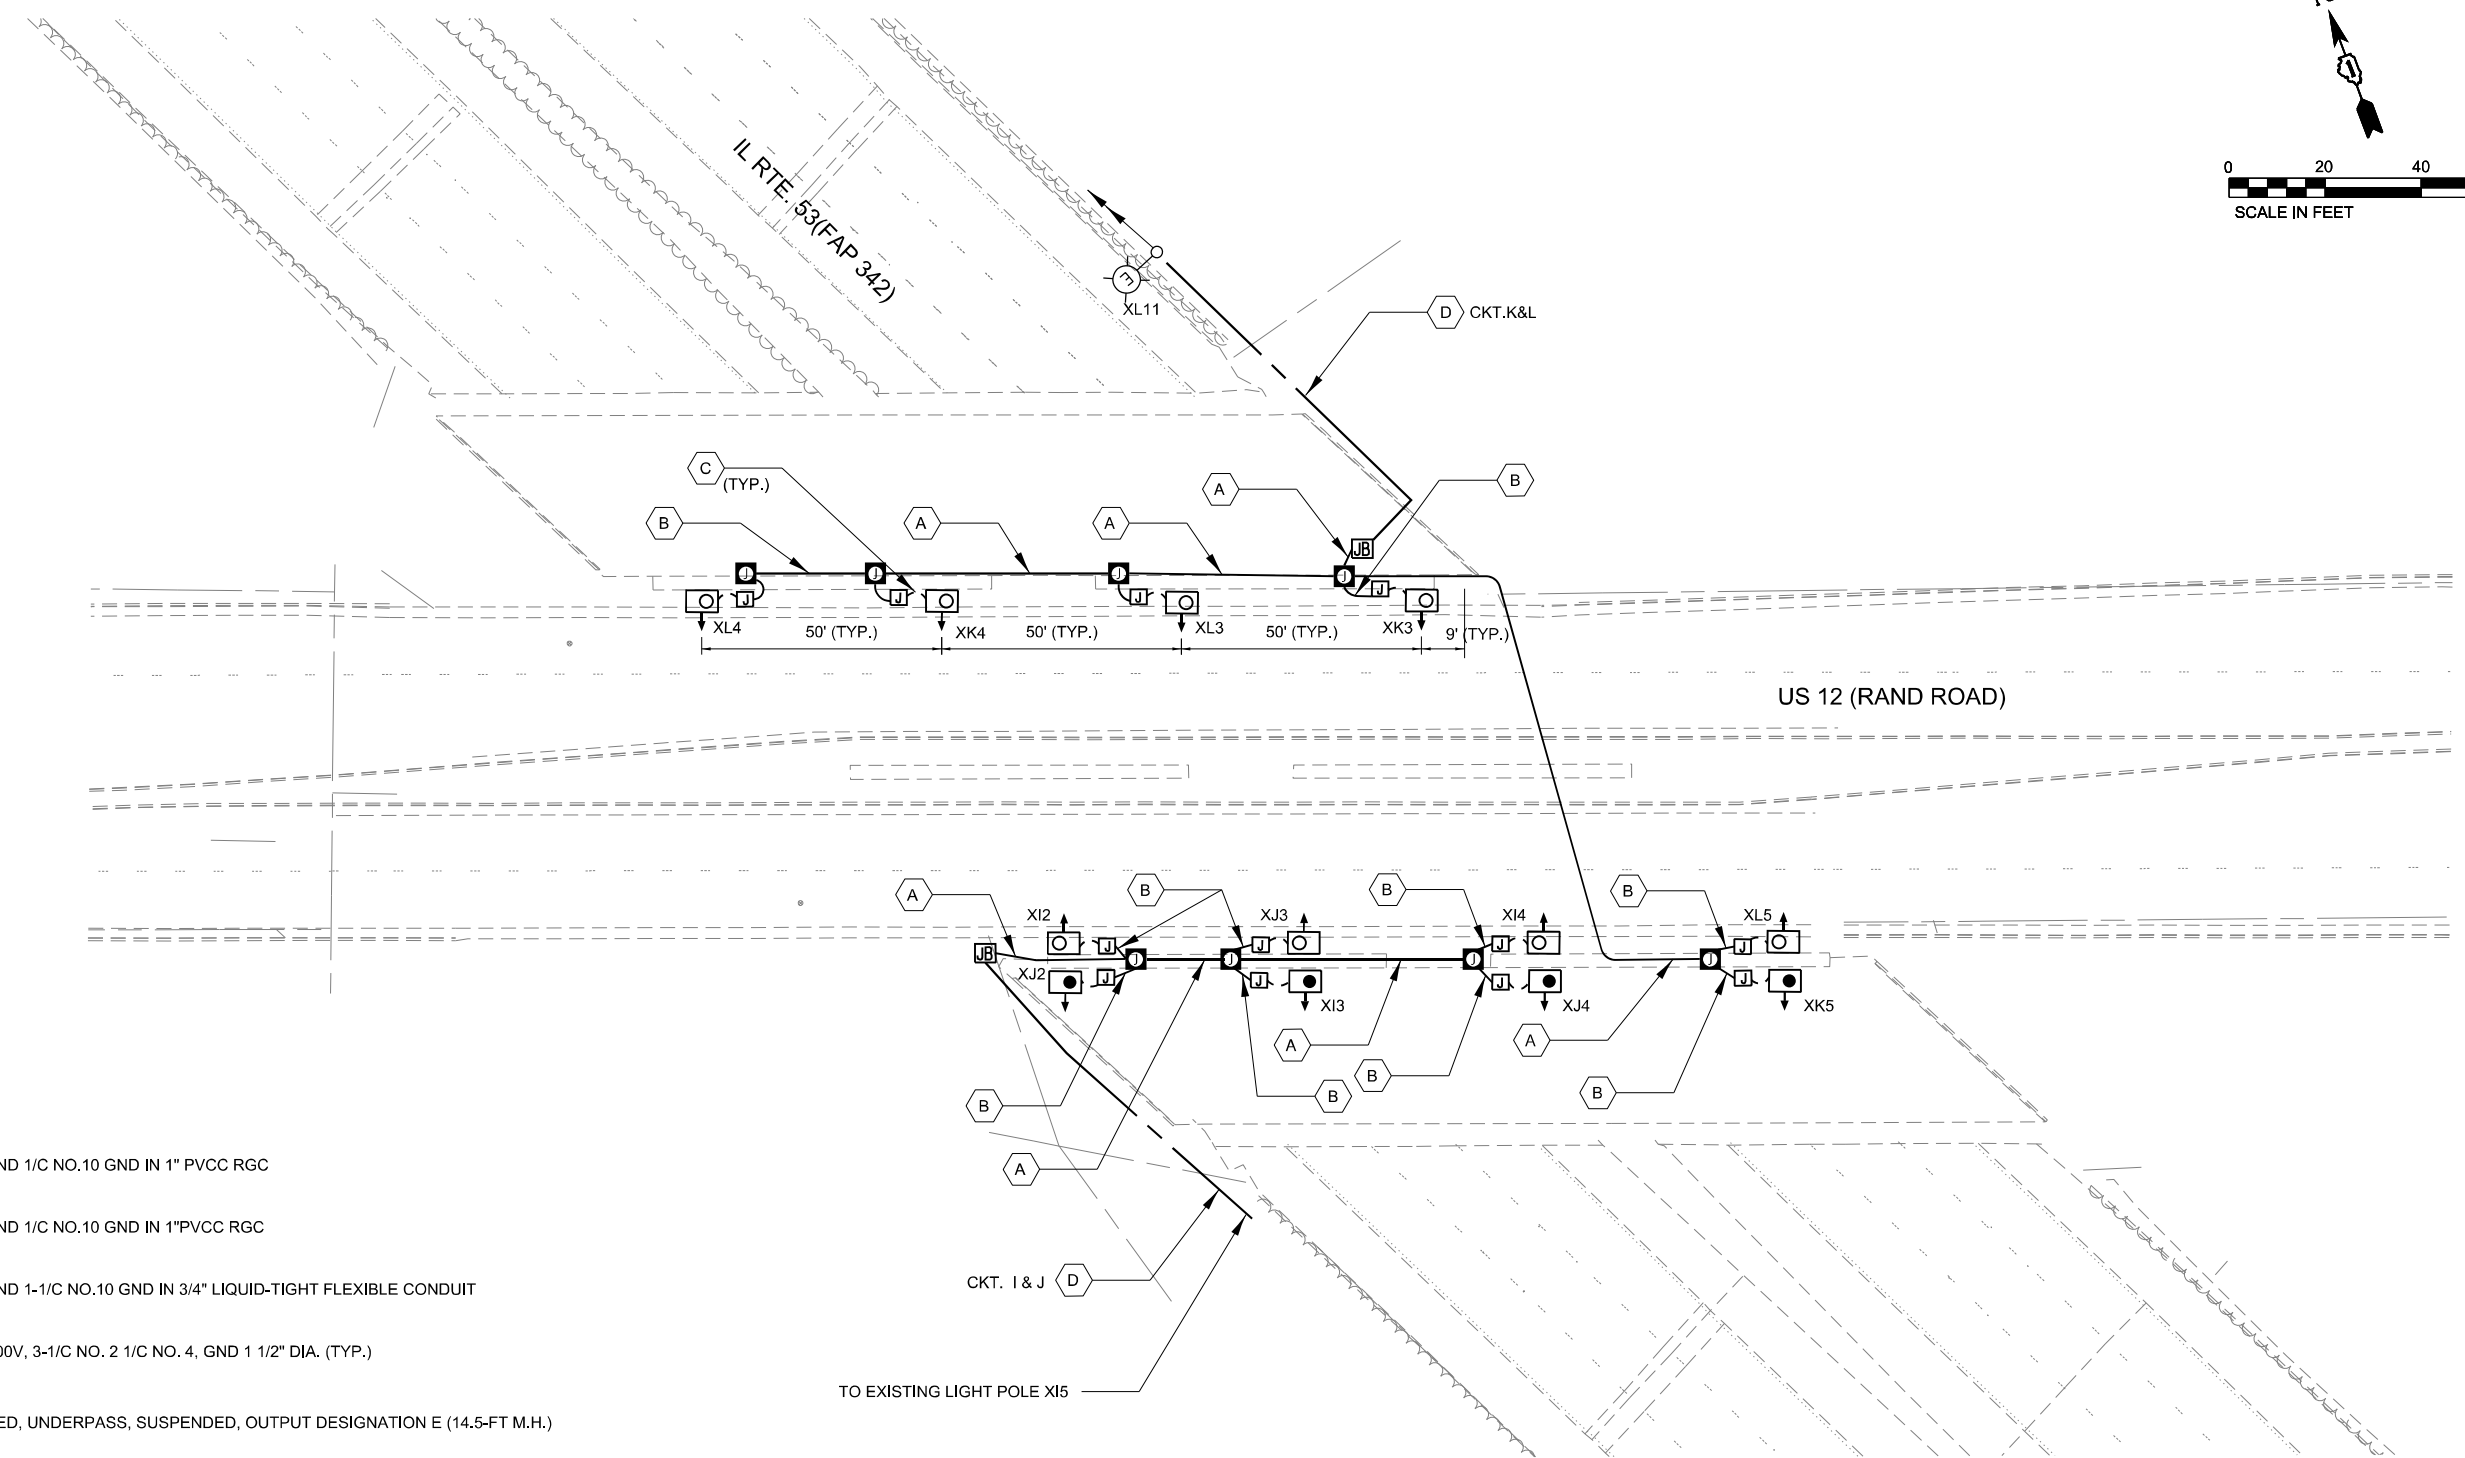 0 20 40
SCALE IN FEET
IL RTE. 53(FAP 342)
XL11
D CKT.K&L
C
(TYP.)
A
B
B
A
A
JB
J J J J
J J J J
XL4
50' (TYP.)
XK4
50' (TYP.)
XL3
50' (TYP.)
XK3
9' (TYP.)
US 12 (RAND ROAD)
A
B
B
B
XI2
XJ3
XI4
XL5
J J J J
JB
J J J J
XJ2
J J J J
XI3
XJ4
XK5
A
A
B
B
B
B
A
ND 1/C NO.10 GND IN 1" PVCC RGC
ND 1/C NO.10 GND IN 1"PVCC RGC
CKT. I & J D
ND 1-1/C NO.10 GND IN 3/4" LIQUID-TIGHT FLEXIBLE CONDUIT
00V, 3-1/C NO. 2 1/C NO. 4, GND 1 1/2" DIA. (TYP.)
TO EXISTING LIGHT POLE XI5
ED, UNDERPASS, SUSPENDED, OUTPUT DESIGNATION E (14.5-FT M.H.)